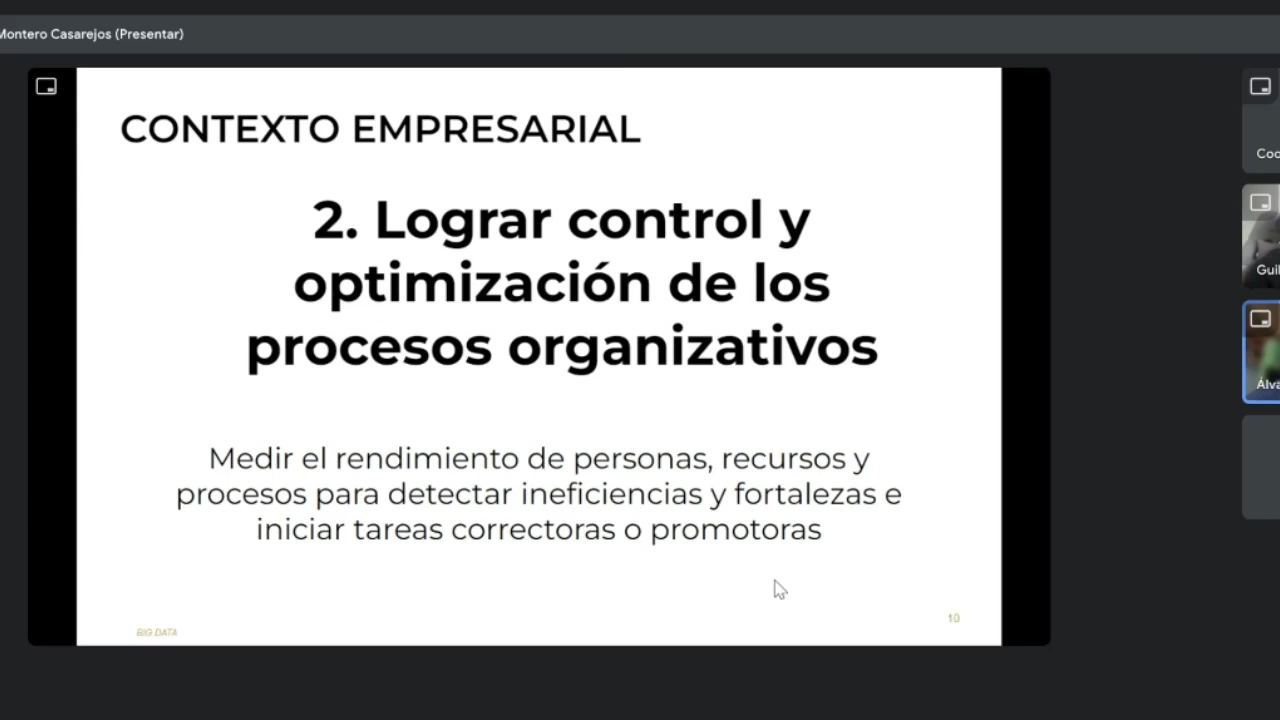 Montero Casarejos (Presentar)
CONTEXTO EMPRESARIAL
2. Lograr control y
optimización de los
procesos organizativos
Medir el rendimiento de personas, recursos y
procesos para detectar ineficiencias y fortalezas e
iniciar tareas correctoras o promotoras
BIG DATA
10